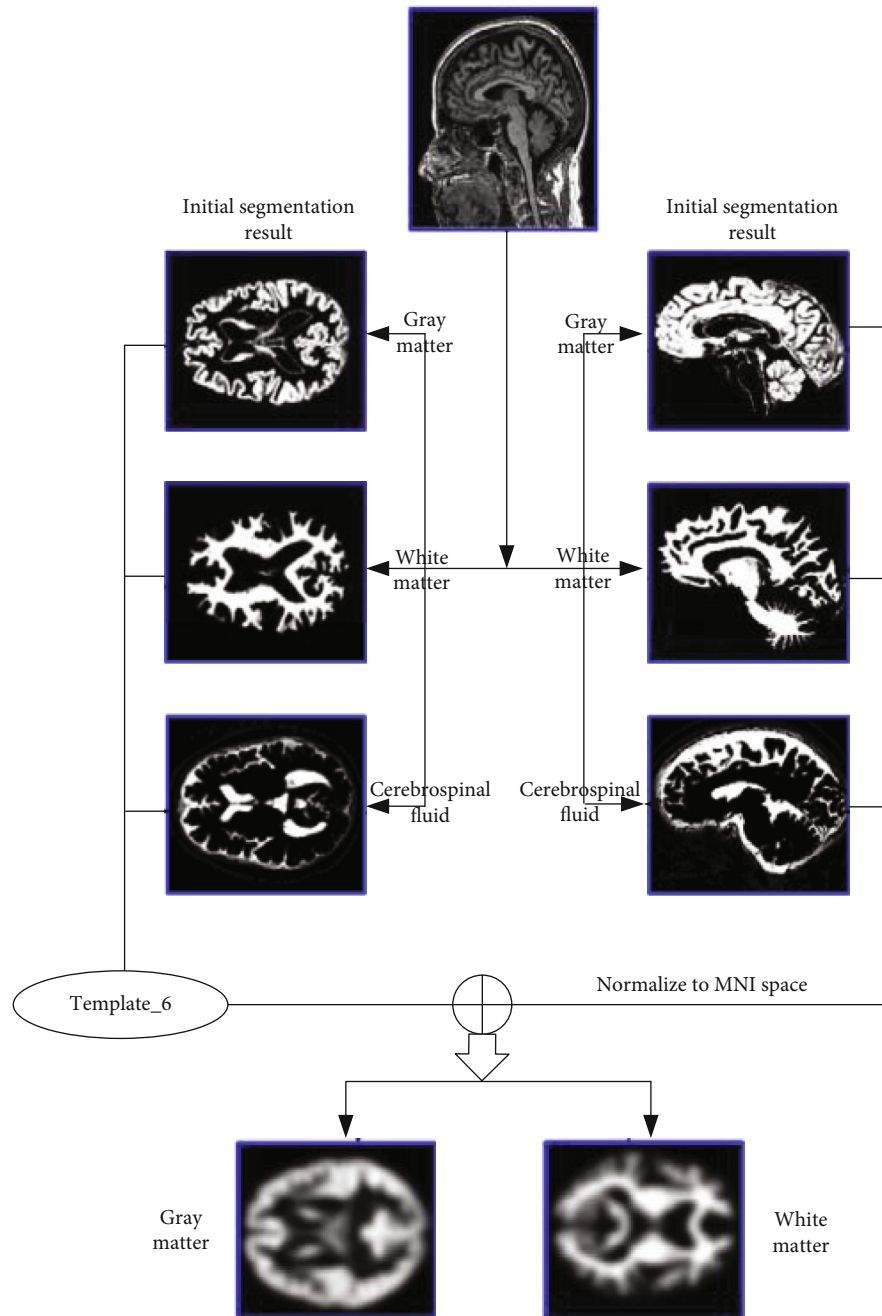 Initial segmentation
result
Initial segmentation
result
Gray
matter
Gray
matter
White
matter
White
matter
Cerebrospinal
fluid
Cerebrospinal
fluid
Template_6
Normalize to MNI space
Gray
matter
White
matter